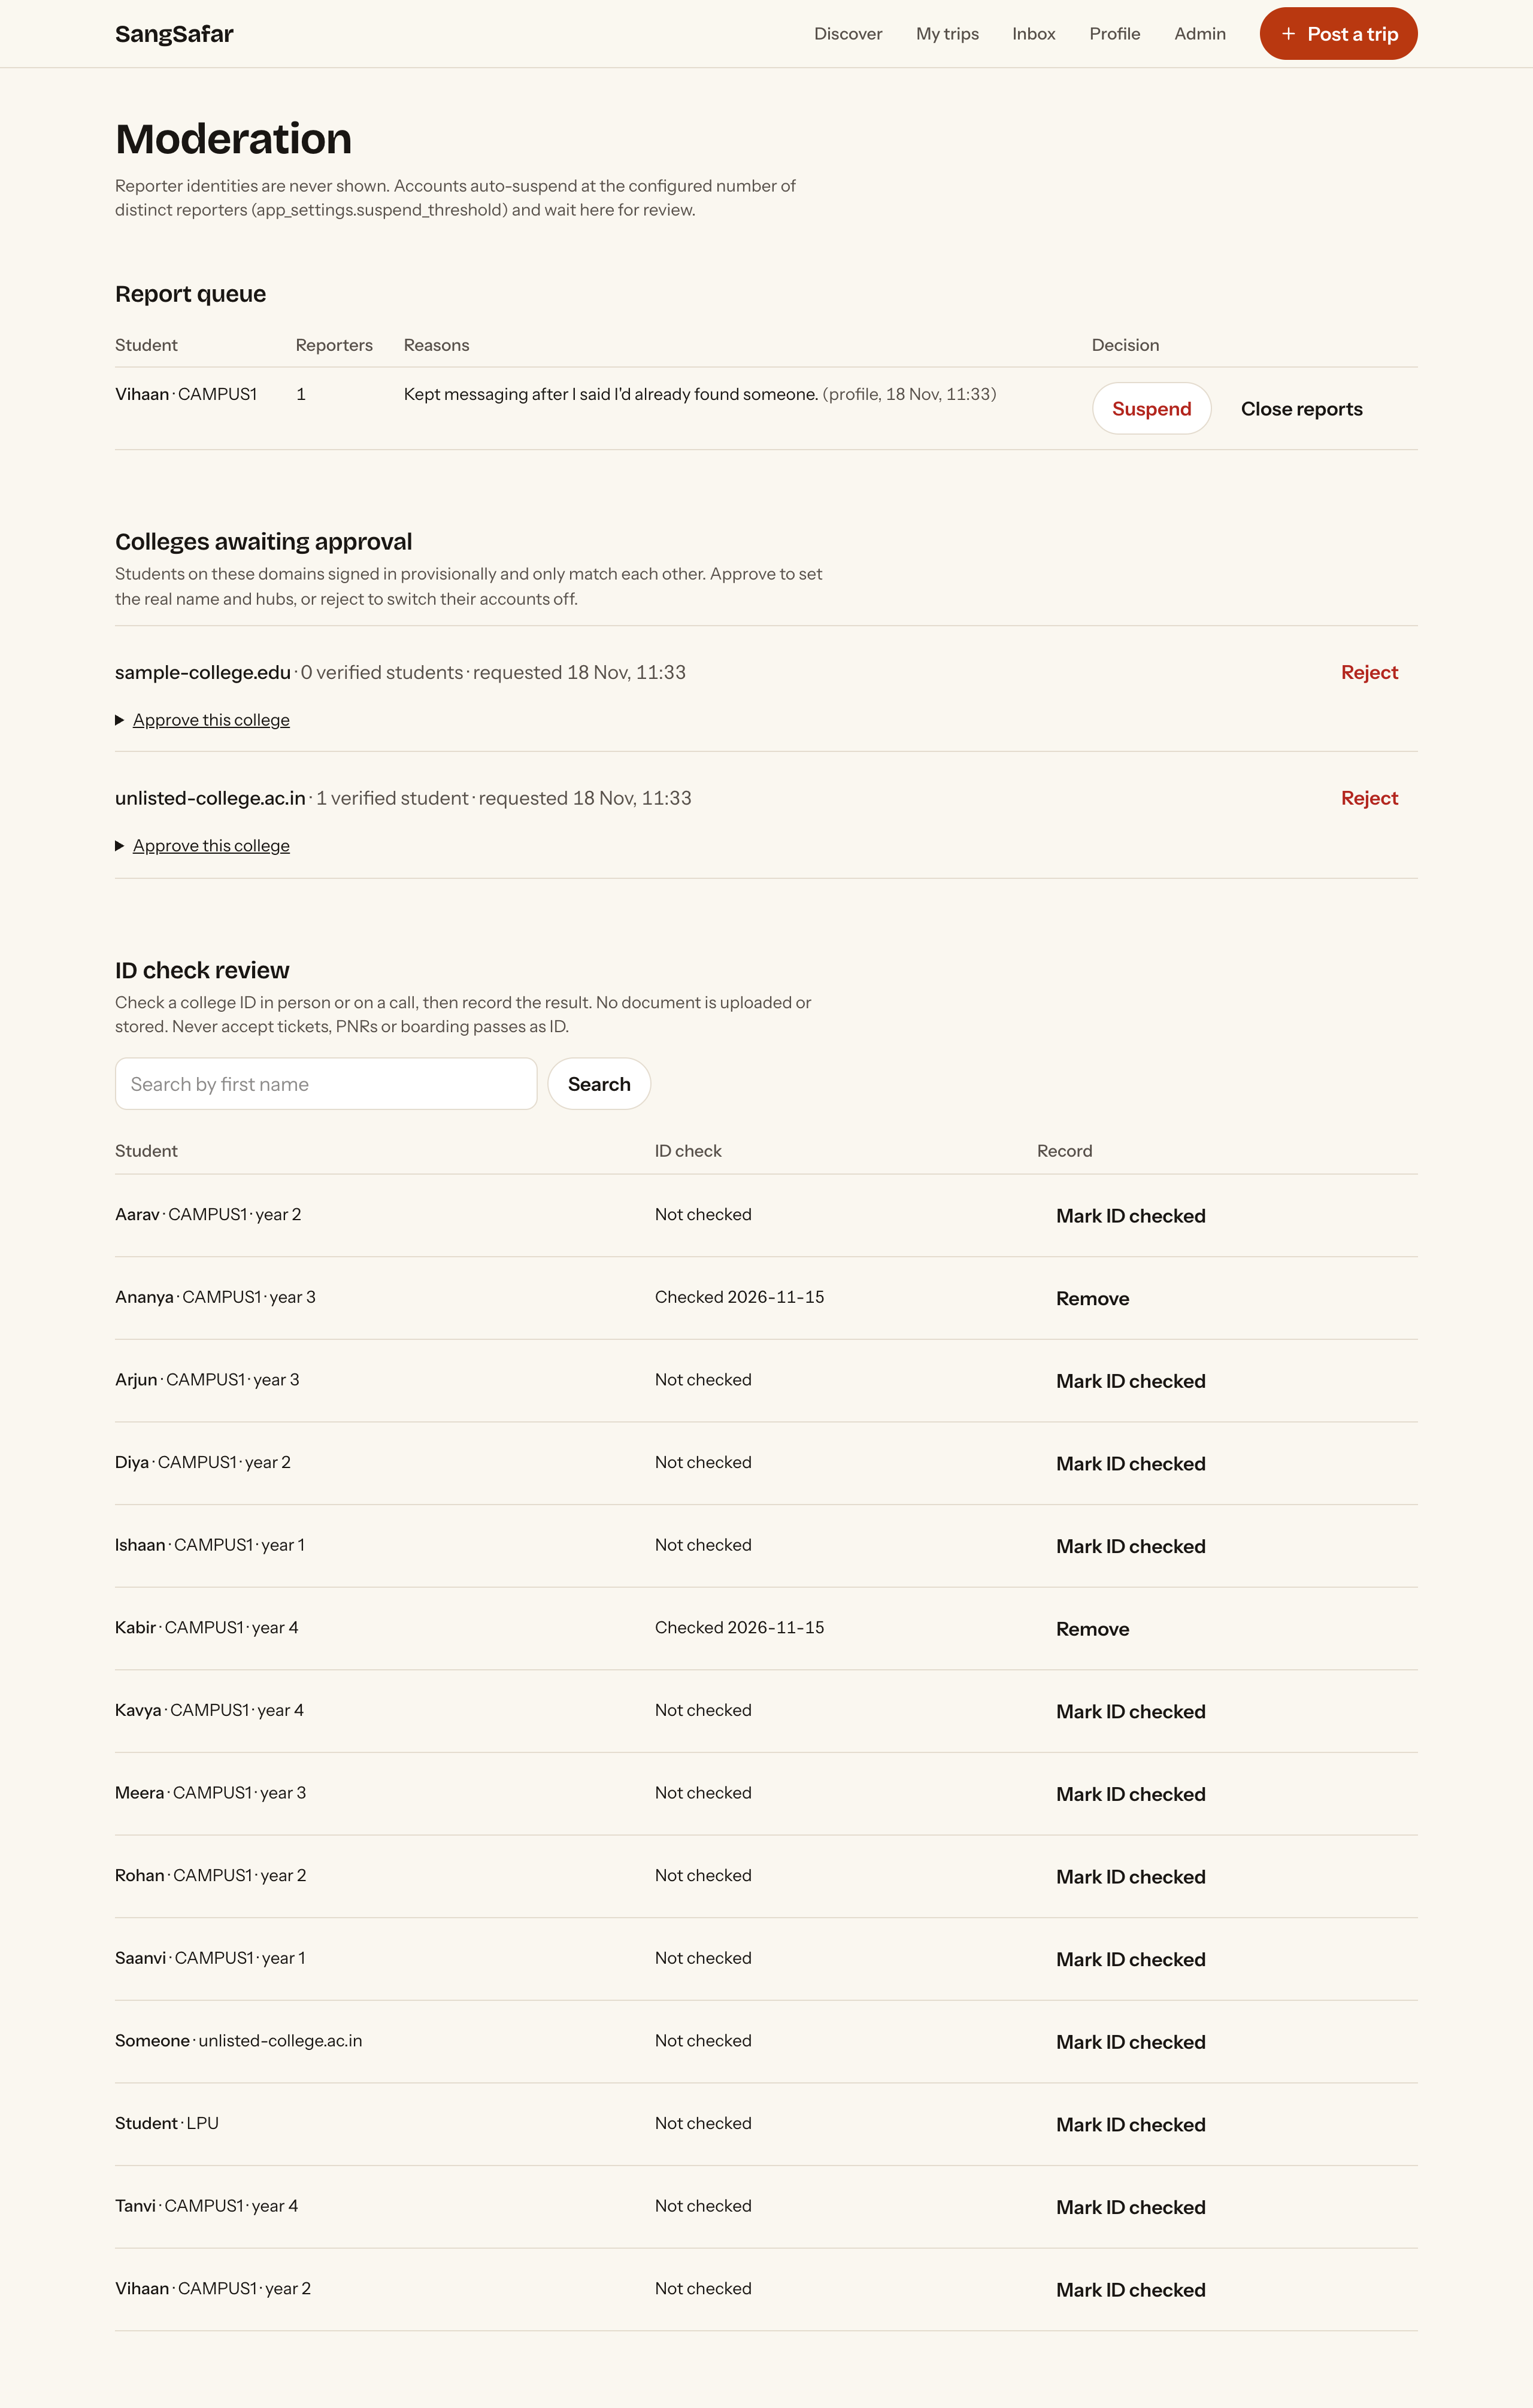 SangSafar
Discover My trips Inbox Profile Admin + Post a trip
Moderation
Reporter identities are never shown. Accounts auto-suspend at the configured number of
distinct reporters (app_settings.suspend_threshold) and wait here for review.
Report queue
Student Reporters Reasons Decision
Vihaan · CAMPUS1 1 Kept messaging after I said I'd already found someone. (profile, 18 Nov, 11:33) Suspend Close reports
Colleges awaiting approval
Students on these domains signed in provisionally and only match each other. Approve to set
the real name and hubs, or reject to switch their accounts off.
sample-college.edu · 0 verified students · requested 18 Nov, 11:33 Reject
Approve this college
unlisted-college.ac.in · 1 verified student · requested 18 Nov, 11:33 Reject
Approve this college
ID check review
Check a college ID in person or on a call, then record the result. No document is uploaded or
stored. Never accept tickets, PNRs or boarding passes as ID.
Search by first name Search
Student ID check Record
Aarav · CAMPUS1 · year 2 Not checked Mark ID checked
Ananya · CAMPUS1 · year 3 Checked 2026-11-15 Remove
Arjun · CAMPUS1 · year 3 Not checked Mark ID checked
Diya · CAMPUS1 · year 2 Not checked Mark ID checked
Ishaan · CAMPUS1 · year 1 Not checked Mark ID checked
Kabir · CAMPUS1 · year 4 Checked 2026-11-15 Remove
Kavya · CAMPUS1 · year 4 Not checked Mark ID checked
Meera · CAMPUS1 · year 3 Not checked Mark ID checked
Rohan · CAMPUS1 · year 2 Not checked Mark ID checked
Saanvi · CAMPUS1 · year 1 Not checked Mark ID checked
Someone · unlisted-college.ac.in Not checked Mark ID checked
Student · LPU Not checked Mark ID checked
Tanvi · CAMPUS1 · year 4 Not checked Mark ID checked
Vihaan · CAMPUS1 · year 2 Not checked Mark ID checked